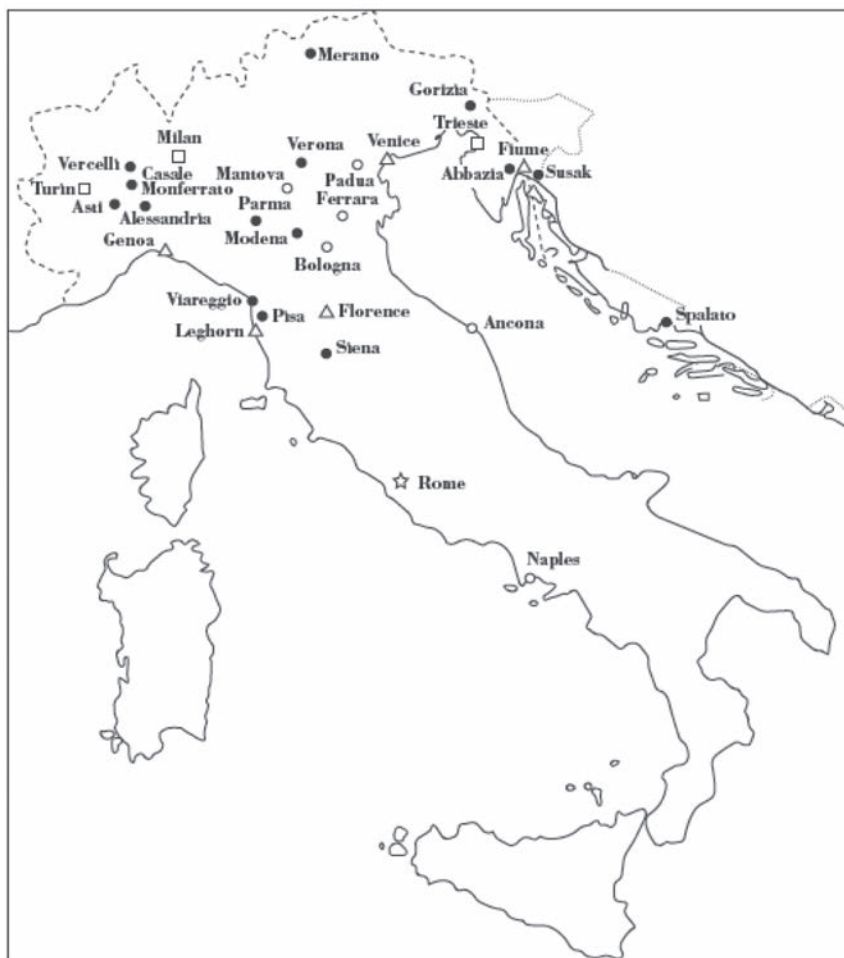 Merano
Gorizia
Trieste
Milan
Verona
Venice
Fiume
Vercelli
Casale
Monferrato
Mantova
Padua
Abbazia
Susak
Turin
Asti
Alessandria
Parma
Ferrara
Genoa
Modena
Bologna
Viareggio
Pisa
Florence
Leghorn
Siena
Ancona
Spalato
Rome
Naples